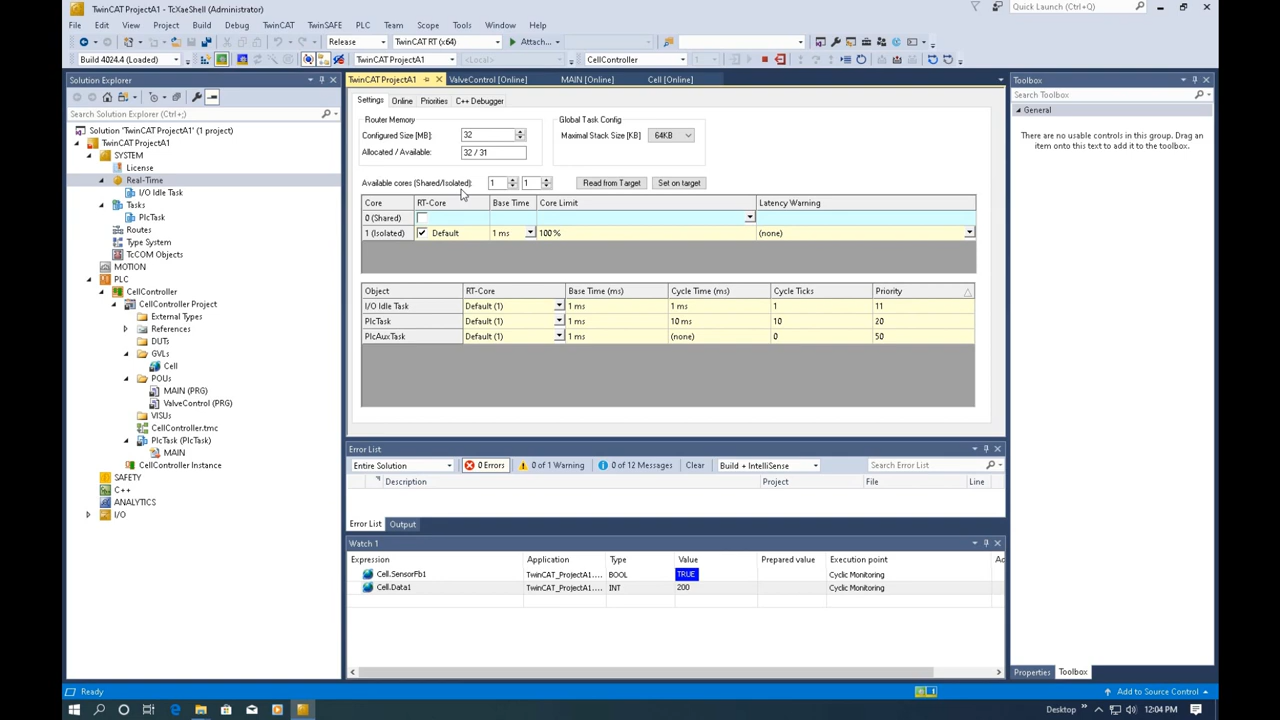 TwinCAT ProjectA1 - TcXaeShell (Administrator)
Quick Launch (Ctrl+;)
File Edit View Project Build Debug TwinCAT TwinSAFE PLC Team Scope Tools Window Help
Release TwinCAT RT (x64) Attach...
Build 4024.4 (Loaded) TwinCAT ProjectA1 <Local> CellController
Solution Explorer
Search Solution Explorer (Ctrl+;)
Solution 'TwinCAT ProjectA1' (1 project)
TwinCAT ProjectA1
SYSTEM
License
Real-Time
I/O Idle Task
Tasks
PlcTask
Routes
Type System
TcCOM Objects
MOTION
PLC
CellController
CellController Project
External Types
References
DUTs
GVLs
Cell
POUs
MAIN (PRG)
ValveControl (PRG)
VISUs
CellController.tmc
PlcTask (PlcTask)
MAIN
CellController Instance
SAFETY
C++
ANALYTICS
I/O
TwinCAT ProjectA1 ValveControl [Online] MAIN [Online] Cell [Online]
Settings Online Priorities C++ Debugger
Router Memory Global Task Config
Configured Size [MB]: 32 Maximal Stack Size [KB] 64KB
Allocated / Available: 32 / 31
Available cores (Shared/Isolated): 1 1 Read from Target Set on target
Core RT-Core Base Time Core Limit Latency Warning
0 (Shared)
1 (Isolated) Default 1 ms 100 % (none)
Object RT-Core Base Time (ms) Cycle Time (ms) Cycle Ticks Priority
I/O Idle Task Default (1) 1 ms 1 ms 1 11
PlcTask Default (1) 1 ms 10 ms 10 20
PlcAuxTask Default (1) 1 ms (none) 0 50
Error List
Entire Solution 0 Errors 0 of 1 Warning 0 of 12 Messages Clear Build + IntelliSense Search Error List
Description Project File Line
Error List Output
Watch 1
Expression Application Type Value Prepared value Execution point
Cell.SensorFb1 TwinCAT_ProjectA1.... BOOL TRUE Cyclic Monitoring
Cell.Data1 TwinCAT_ProjectA1.... INT 200 Cyclic Monitoring
Toolbox
Search Toolbox
General
There are no usable controls in this group. Drag an
item onto this text to add it to the toolbox.
Properties Toolbox
Ready 1 Add to Source Control
Desktop 12:04 PM